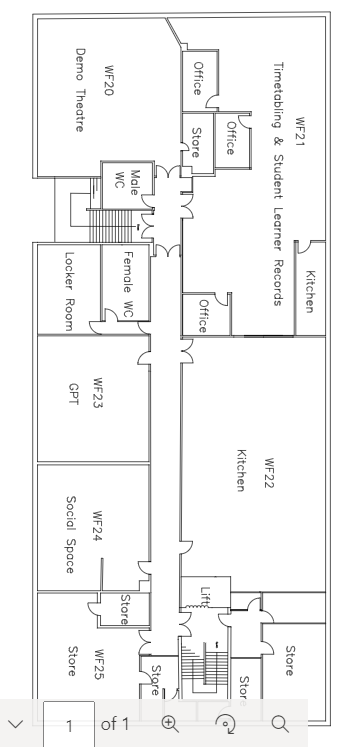 WF20
Demo Theatre
Office
Store
Office
WF21
Timetabling & Student Learner Records
Male
WC
Female WC
Locker Room
Office
Kitchen
WF23
GPT
WF22
Kitchen
WF24
Social Space
Lift
Store
WF25
Store
Store
Store
Store
1 of 1